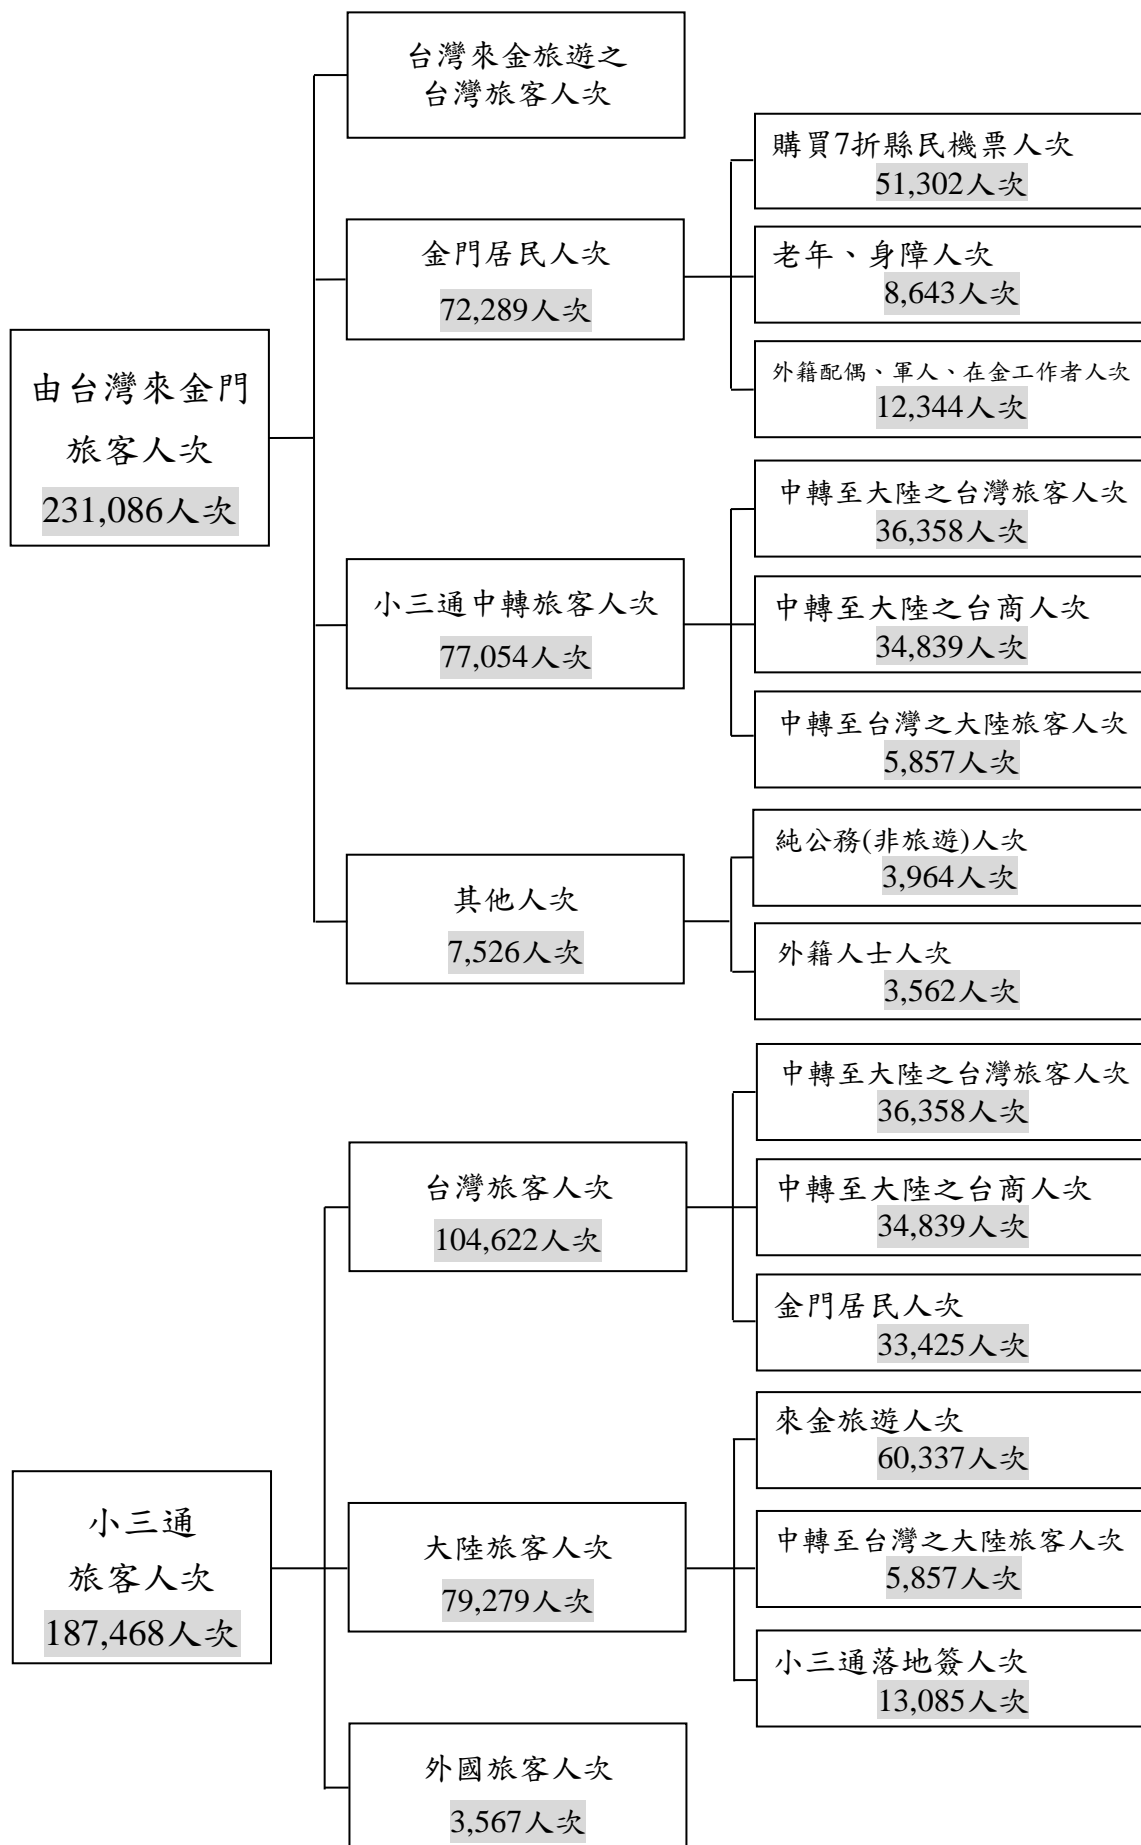 由台灣來金門
旅客人次
231,086人次
台灣來金旅遊之
台灣旅客人次
金門居民人次
72,289人次
購買7折縣民機票人次
51,302人次
老年、身障人次
8,643人次
外籍配偶、軍人、在金工作者人次
12,344人次
小三通中轉旅客人次
77,054人次
中轉至大陸之台灣旅客人次
36,358人次
中轉至大陸之台商人次
34,839人次
中轉至台灣之大陸旅客人次
5,857人次
其他人次
7,526人次
純公務(非旅遊)人次
3,964人次
外籍人士人次
3,562人次
小三通
旅客人次
187,468人次
台灣旅客人次
104,622人次
中轉至大陸之台灣旅客人次
36,358人次
中轉至大陸之台商人次
34,839人次
金門居民人次
33,425人次
大陸旅客人次
79,279人次
來金旅遊人次
60,337人次
中轉至台灣之大陸旅客人次
5,857人次
小三通落地簽人次
13,085人次
外國旅客人次
3,567人次